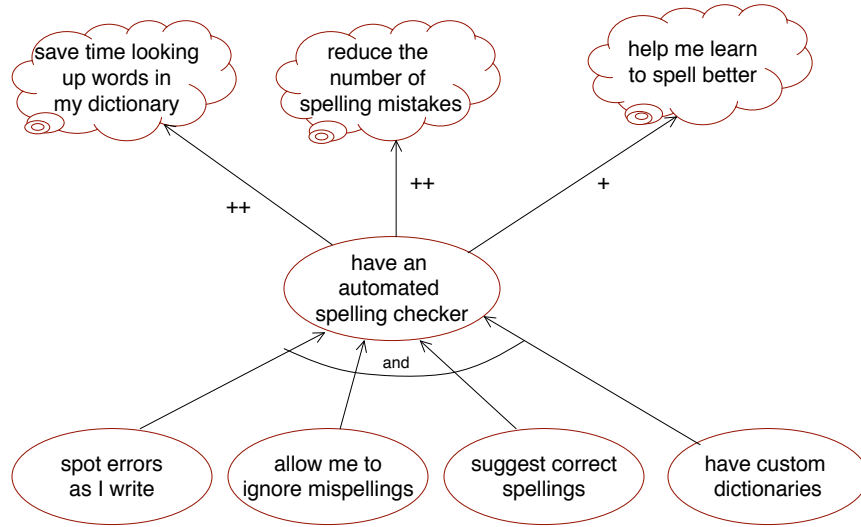 save time looking
up words in
my dictionary
reduce the
number of
spelling mistakes
help me learn
to spell better
++
++
+
have an
automated
spelling checker
and
spot errors
as I write
allow me to
ignore mispellings
suggest correct
spellings
have custom
dictionaries